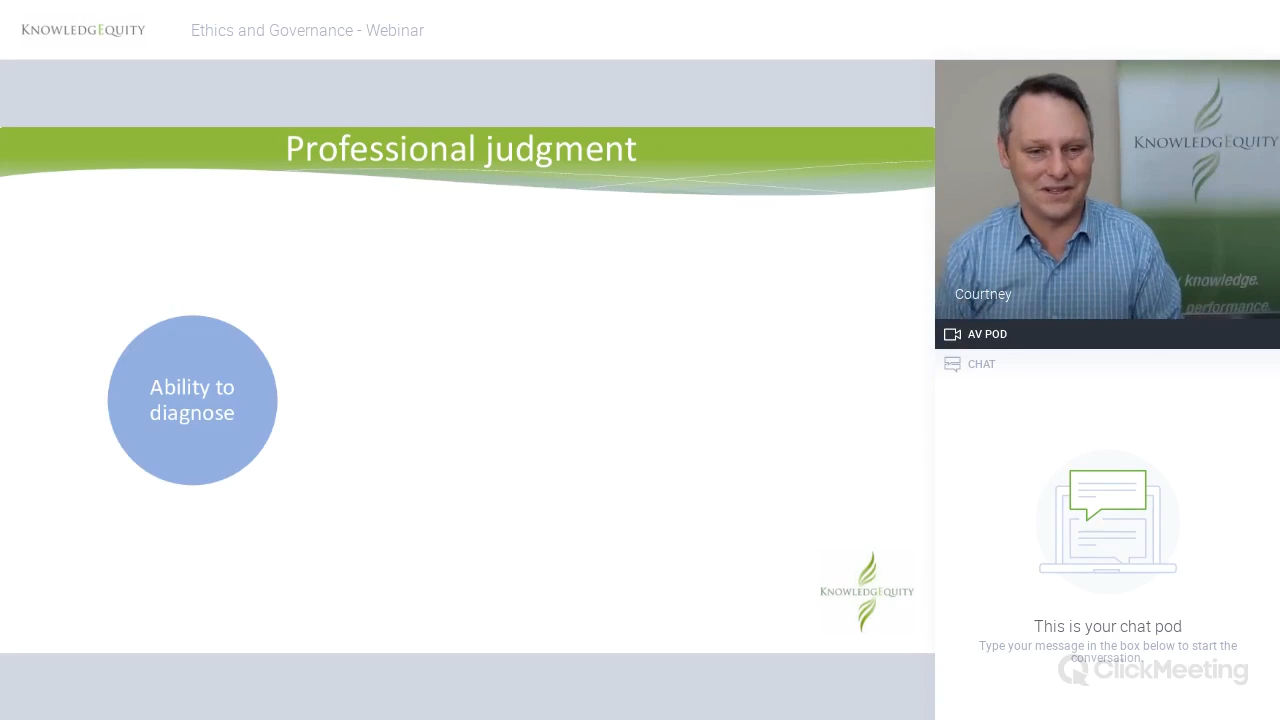 KNOWLEDGEQUITY
Ethics and Governance - Webinar
Professional judgment
Ability to
diagnose
KNOWLEDGEQUITY
KNOWLEDGEQUITY
knowledge.
performance.
Courtney
AV POD
CHAT
This is your chat pod
Type your message in the box below to start the
conversation.
ClickMeeting